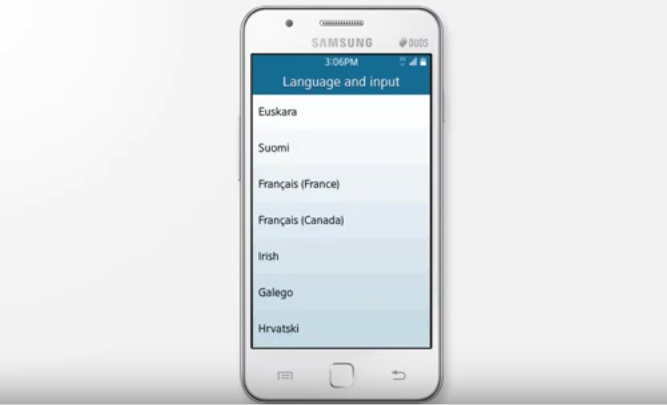 SAMSUNG DUOS
3:06PM
Language and input
Euskara
Suomi
Français (France)
Français (Canada)
Irish
Galego
Hrvatski